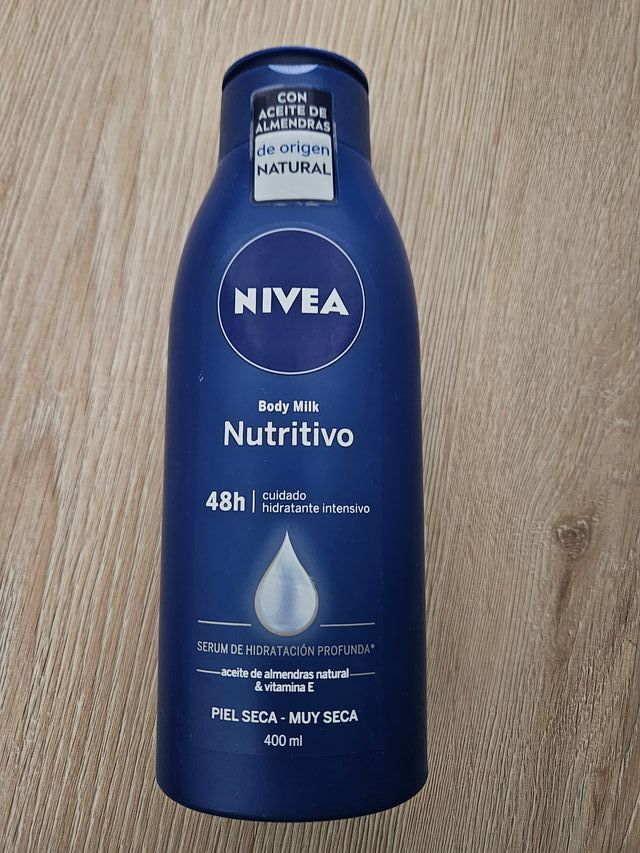 CON
ACEITE DE
ALMENDRAS
de origen
NATURAL
NIVEA
Body Milk
Nutritivo
48h cuidado
hidratante intensivo
SERUM DE HIDRATACIÓN PROFUNDA*
aceite de almendras natural
& vitamina E
PIEL SECA - MUY SECA
400 ml